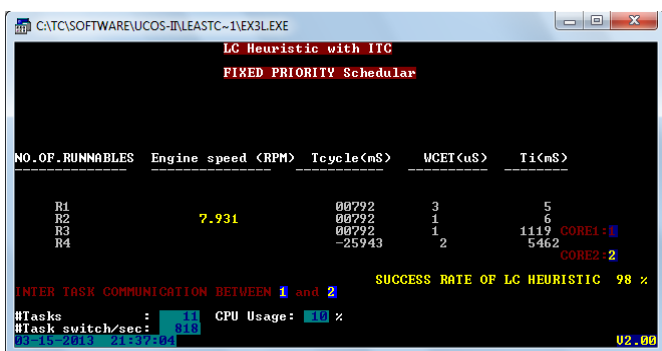 C:\TC\SOFTWARE\UCOS-II\LEASTC~1\EX3L.EXE
LC Heuristic with ITC
FIXED PRIORITY Schedular
NO.OF.RUNNABLES Engine speed (RPM) Tcycle(mS) WCET(uS) Ti(mS)
R1 00792 3 5
R2 7.931 00792 1 6
R3 00792 1 1119 CORE1:1
R4 -25943 2 5462
CORE2:2
SUCCESS RATE OF LC HEURISTIC 98 %
INTER TASK COMMUNICATION BETWEEN 1 and 2
#Tasks : 11 CPU Usage: 10 %
#Task switch/sec: 818
03-15-2013 21:37:04 V2.00